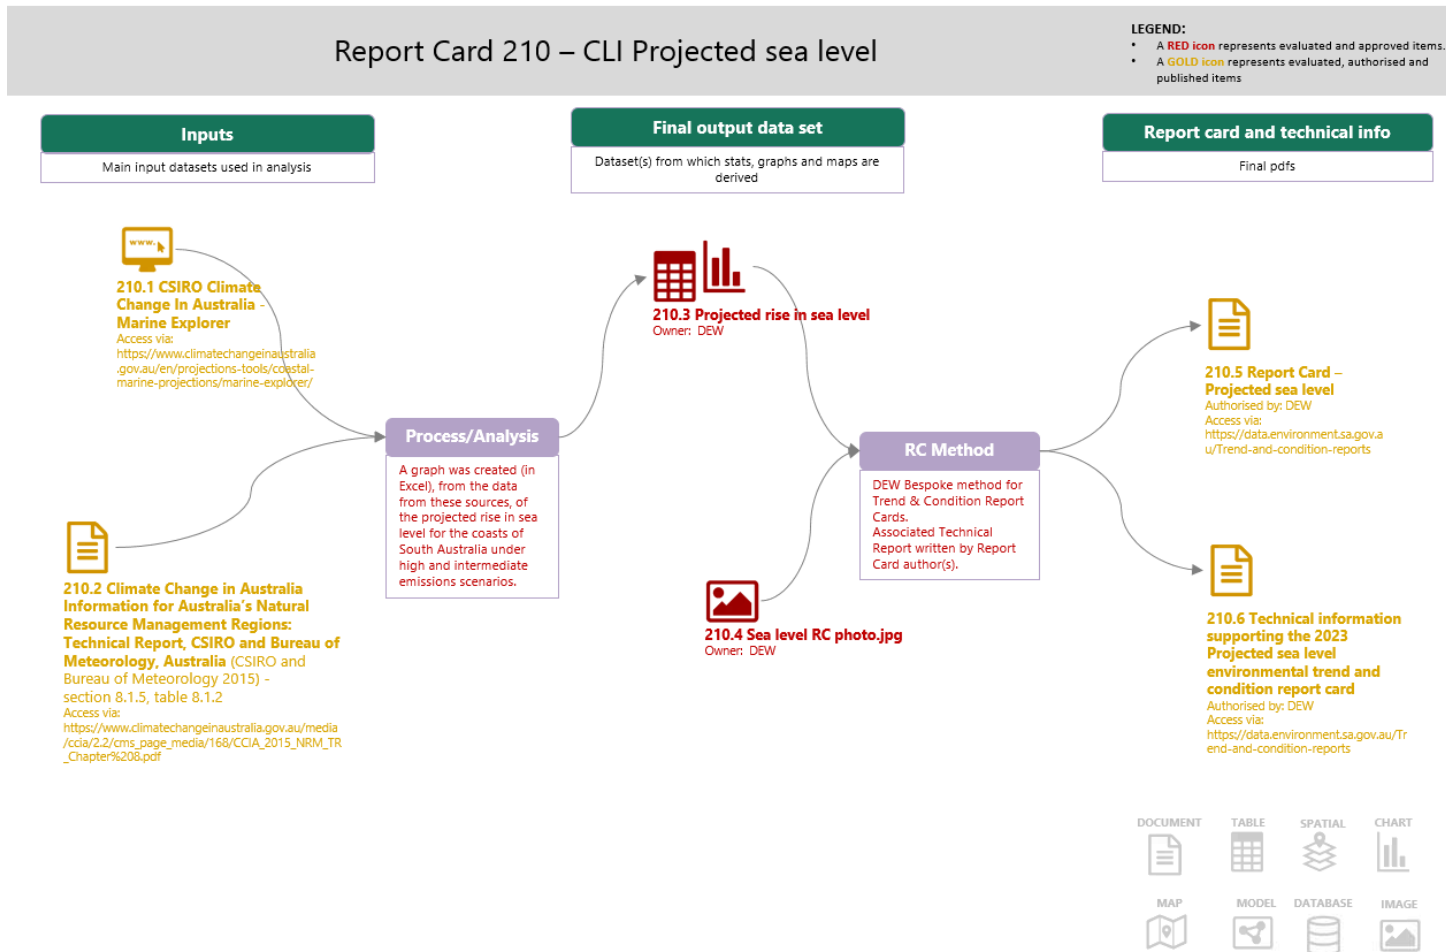 Report Card 210 – CLI Projected sea level
LEGEND:
• A RED icon represents evaluated and approved items.
• A GOLD icon represents evaluated, authorised and
published items
Inputs
Main input datasets used in analysis
Final output data set
Dataset(s) from which stats, graphs and maps are
derived
Report card and technical info
Final pdfs
www.
210.1 CSIRO Climate
Change In Australia -
Marine Explorer
Access via:
https://www.climatechangeinaustralia
.gov.au/en/projections-tools/coastal-
marine-projections/marine-explorer/
210.2 Climate Change in Australia
Information for Australia's Natural
Resource Management Regions:
Technical Report, CSIRO and Bureau of
Meteorology, Australia (CSIRO and
Bureau of Meteorology 2015) -
section 8.1.5, table 8.1.2
Access via:
https://www.climatechangeinaustralia.gov.au/media
/ccia/2.2/cms_page_media/168/CCIA_2015_NRM_TR
_Chapter%208.pdf
Process/Analysis
A graph was created (in
Excel), from the data
from these sources, of
the projected rise in sea
level for the coasts of
South Australia under
high and intermediate
emissions scenarios.
210.3 Projected rise in sea level
Owner: DEW
210.4 Sea level RC photo.jpg
Owner: DEW
RC Method
DEW Bespoke method for
Trend & Condition Report
Cards.
Associated Technical
Report written by Report
Card author(s).
210.5 Report Card –
Projected sea level
Authorised by: DEW
Access via:
https://data.environment.sa.gov.a
u/Trend-and-condition-reports
210.6 Technical information
supporting the 2023
Projected sea level
environmental trend and
condition report card
Authorised by: DEW
Access via:
https://data.environment.sa.gov.au/Tr
end-and-condition-reports
DOCUMENT TABLE SPATIAL CHART
MAP MODEL DATABASE IMAGE